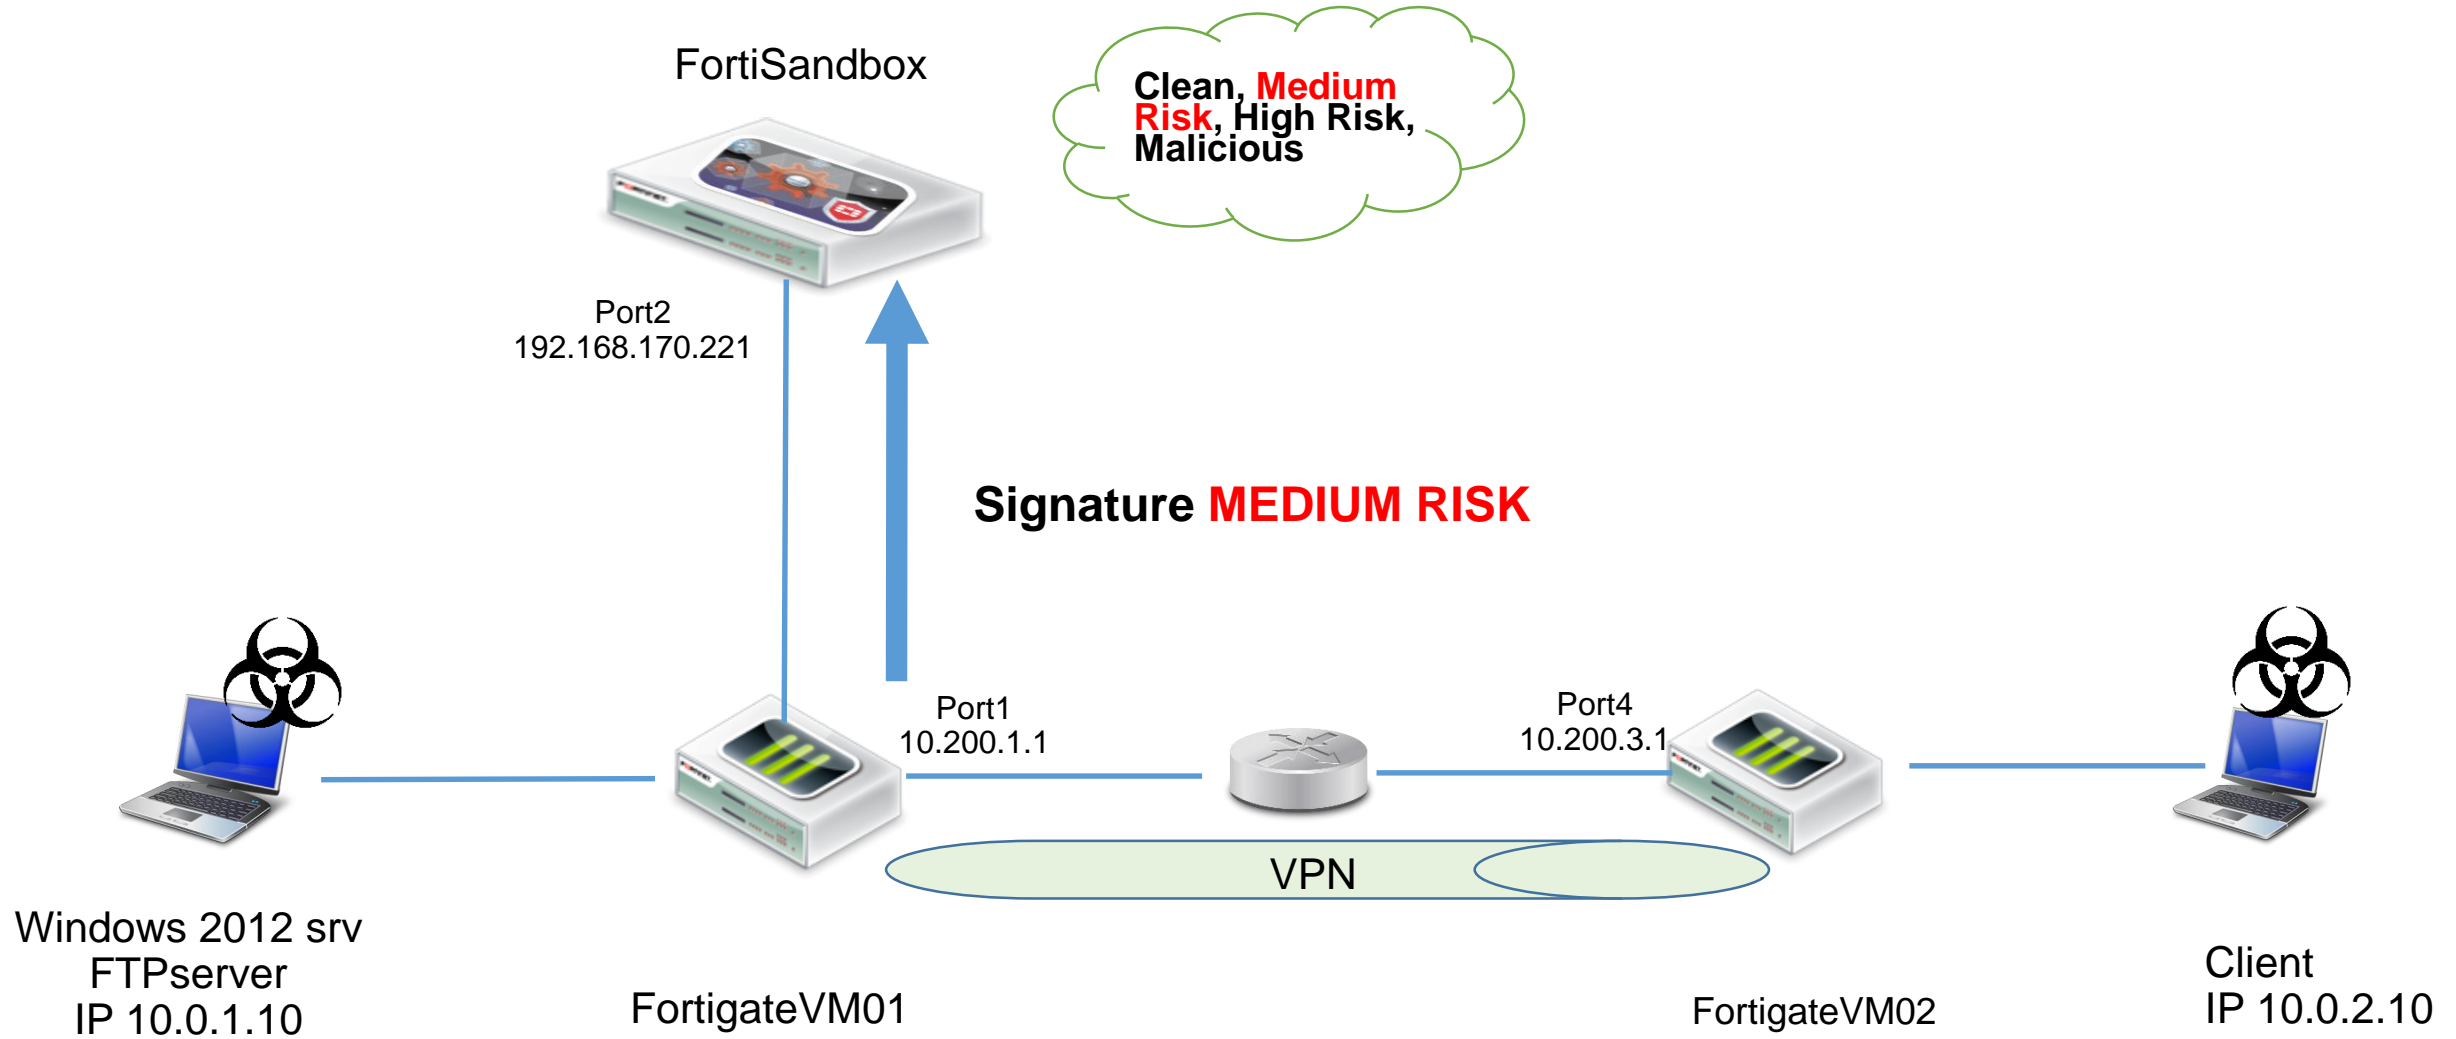 FortiSandbox
Clean, Medium
Risk, High Risk,
Malicious
Port2
192.168.170.221
Signature MEDIUM RISK
Port1
10.200.1.1
Port4
10.200.3.1
VPN
Windows 2012 srv
FTPserver
IP 10.0.1.10
FortigateVM01
FortigateVM02
Client
IP 10.0.2.10